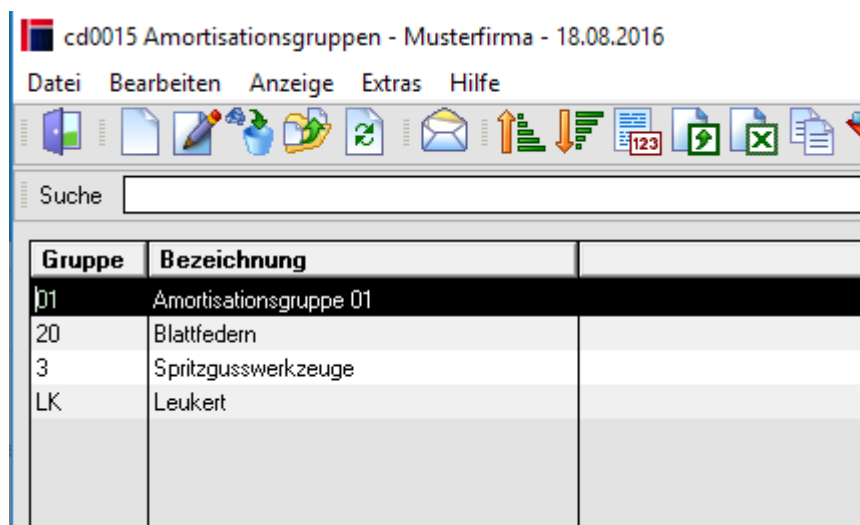 cd0015 Amortisationsgruppen - Musterfirma - 18.08.2016
Datei Bearbeiten Anzeige Extras Hilfe
123
Suche
Gruppe Bezeichnung
01 Amortisationsgruppe 01
20 Blattfedern
3 Spritzgusswerkzeuge
LK Leukert